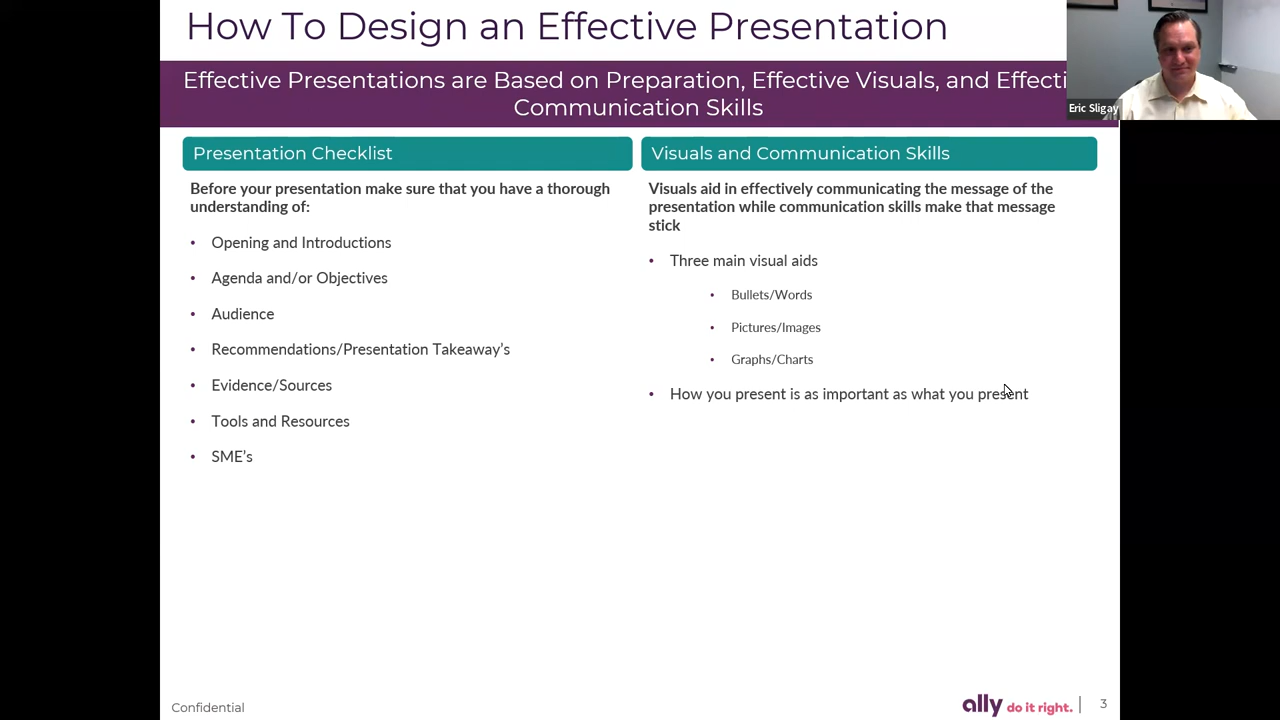 How To Design an Effective Presentation
Effective Presentations are Based on Preparation, Effective Visuals, and Effecti
Communication Skills
Eric Sligay
Presentation Checklist
Before your presentation make sure that you have a thorough
understanding of:
• Opening and Introductions
• Agenda and/or Objectives
• Audience
• Recommendations/Presentation Takeaway's
• Evidence/Sources
• Tools and Resources
• SME's
Visuals and Communication Skills
Visuals aid in effectively communicating the message of the
presentation while communication skills make that message
stick
• Three main visual aids
• Bullets/Words
• Pictures/Images
• Graphs/Charts
• How you present is as important as what you present
Confidential
ally do it right. | 3